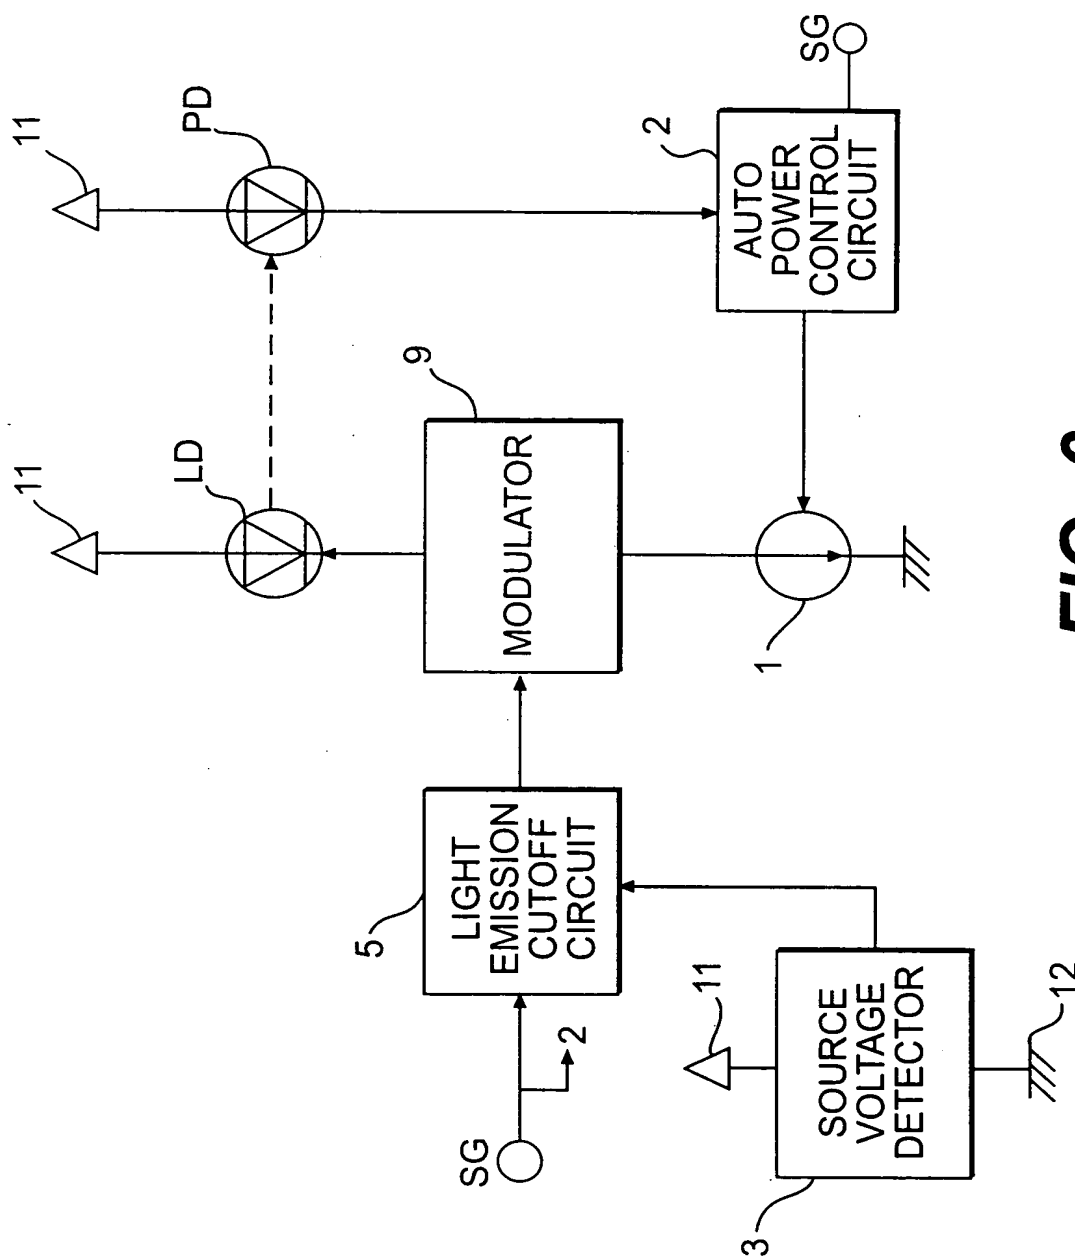 11
11
LD
PD
5
9
SG
LIGHT
EMISSION
CUTOFF
CIRCUIT
MODULATOR
2
2
11
3
1
SG
AUTO
POWER
CONTROL
CIRCUIT
SOURCE
VOLTAGE
DETECTOR
12
FIG.